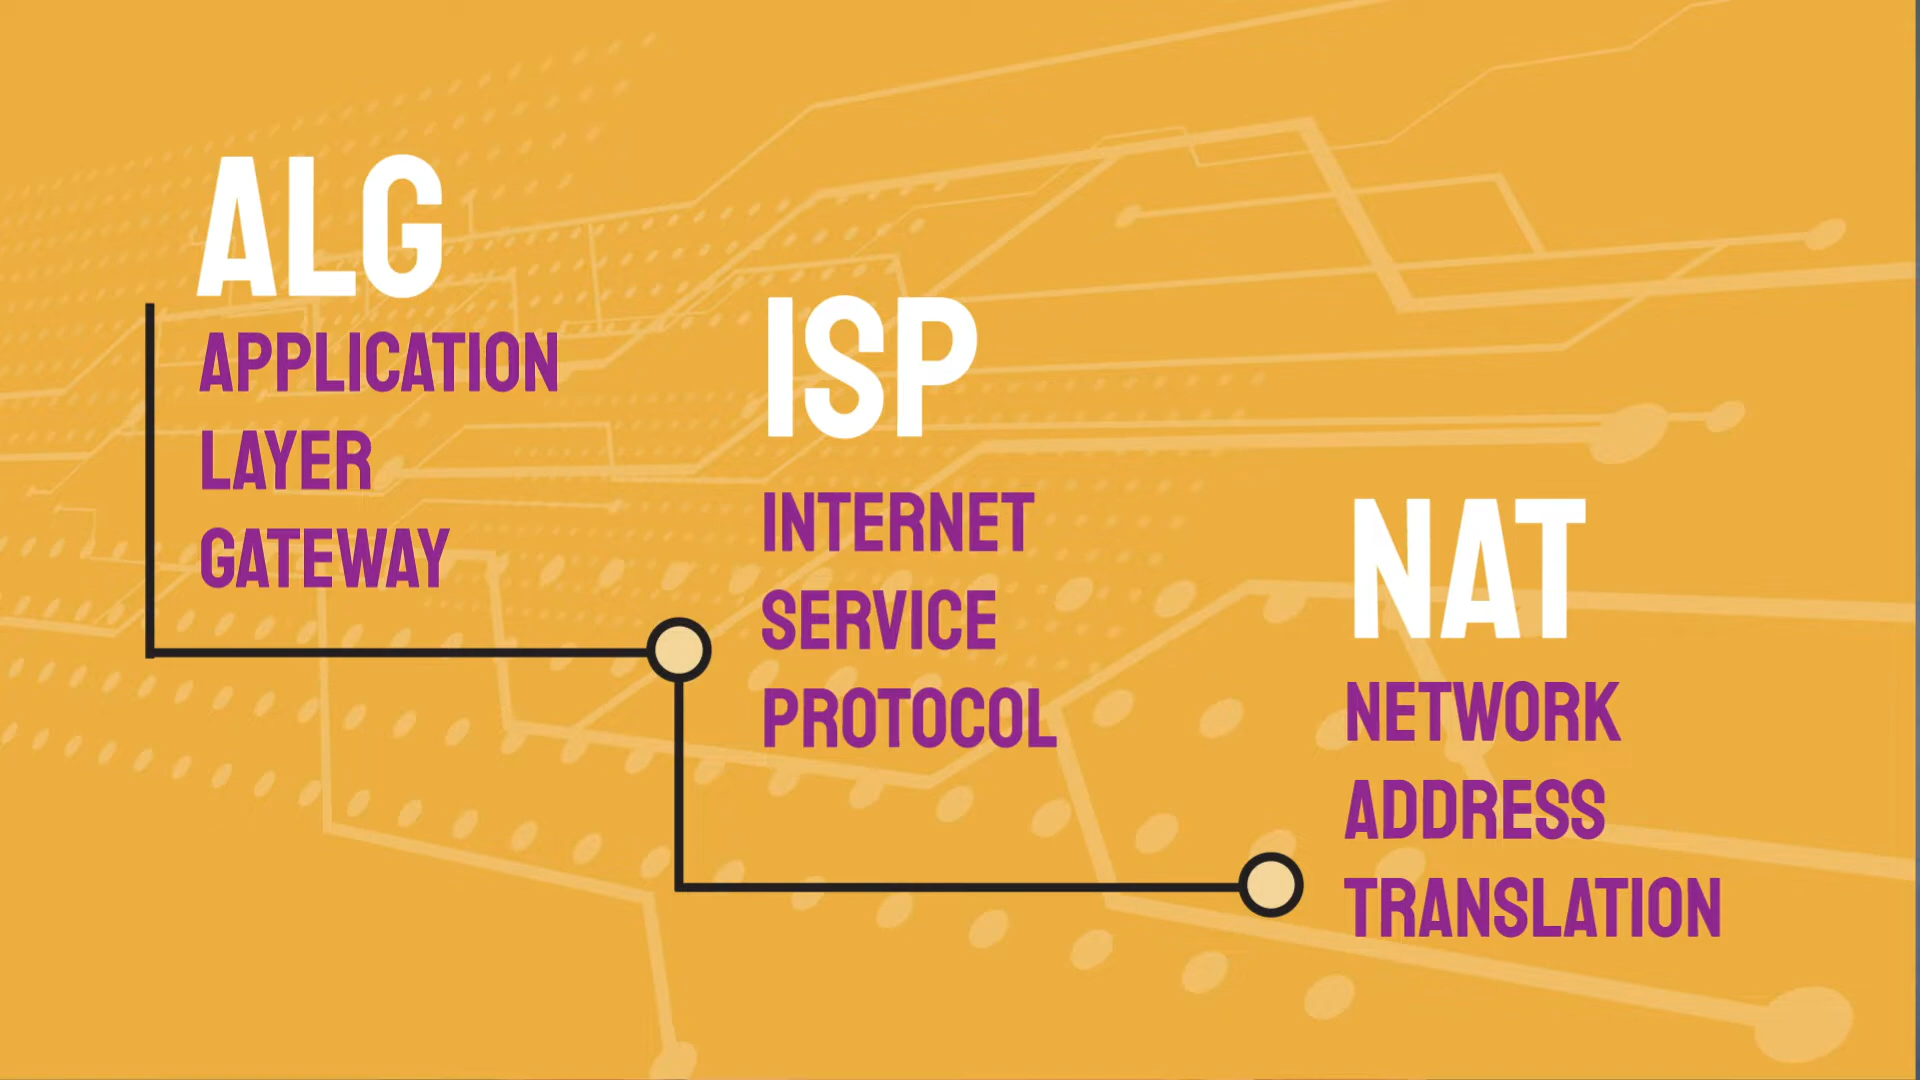 ALG
APPLICATION
LAYER
GATEWAY
ISP
INTERNET
SERVICE
PROTOCOL
NAT
NETWORK
ADDRESS
TRANSLATION